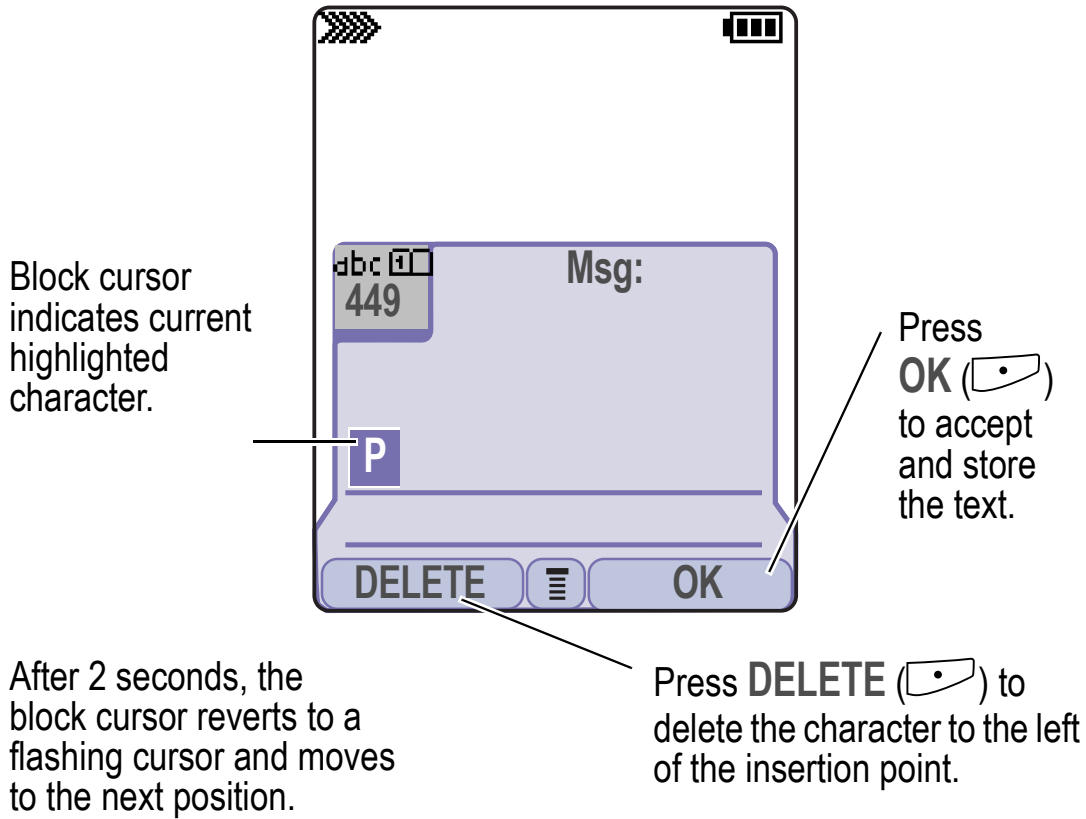 abc 1
449
Msg:
Block cursor
indicates current
highlighted
character.
P
Press
OK ( )
to accept
and store
the text.
DELETE
OK
After 2 seconds, the
block cursor reverts to a
flashing cursor and moves
to the next position.
Press DELETE ( ) to
delete the character to the left
of the insertion point.